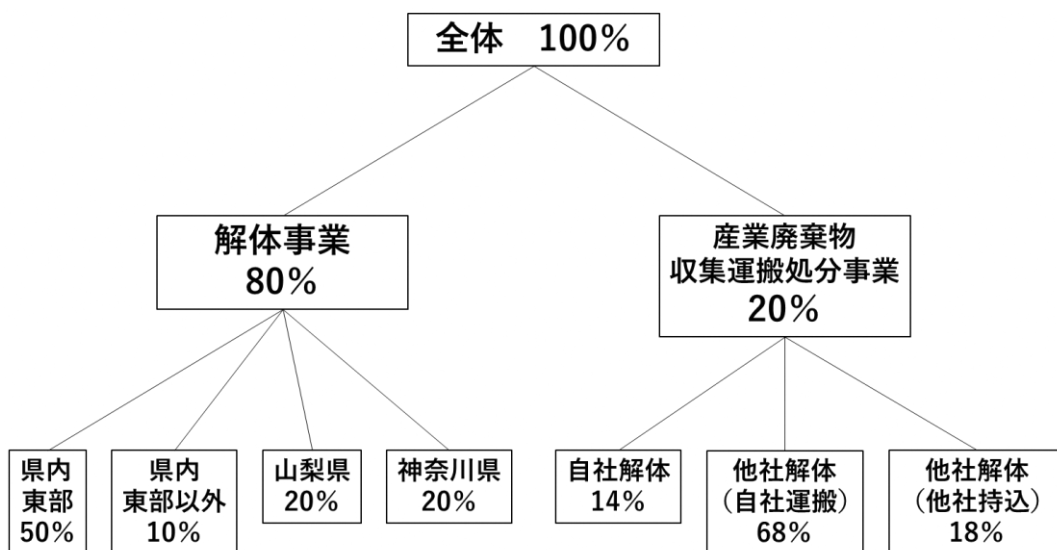 全体　100%
解体事業
80%
産業廃棄物
収集運搬処分事業
20%
県内
東部
50%
県内
東部以外
10%
山梨県
20%
神奈川県
20%
自社解体
14%
他社解体
（自社運搬）
68%
他社解体
（他社持込）
18%